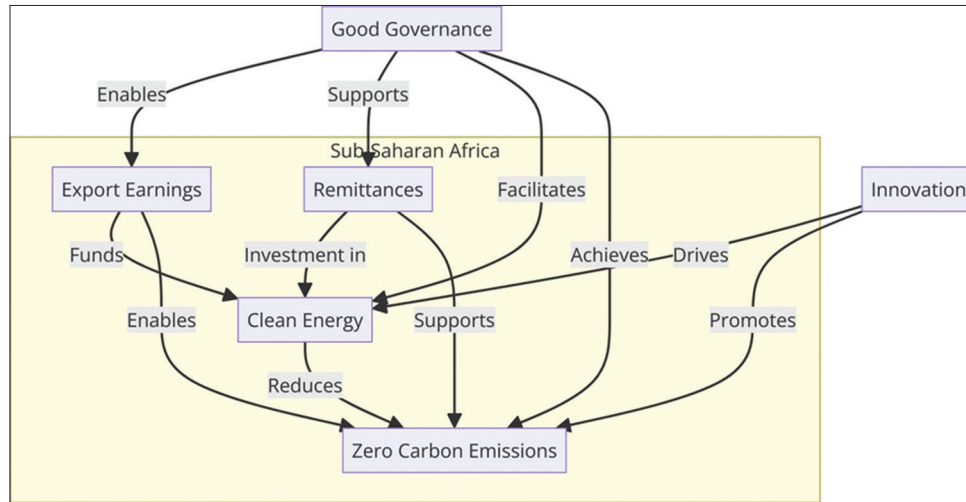 Good Governance
Enables
Supports
Sub Saharan Africa
Export Earnings
Remittances
Facilitates
Innovation
Funds
Investment in
Achieves
Drives
Enables
Clean Energy
Supports
Promotes
Reduces
Zero Carbon Emissions